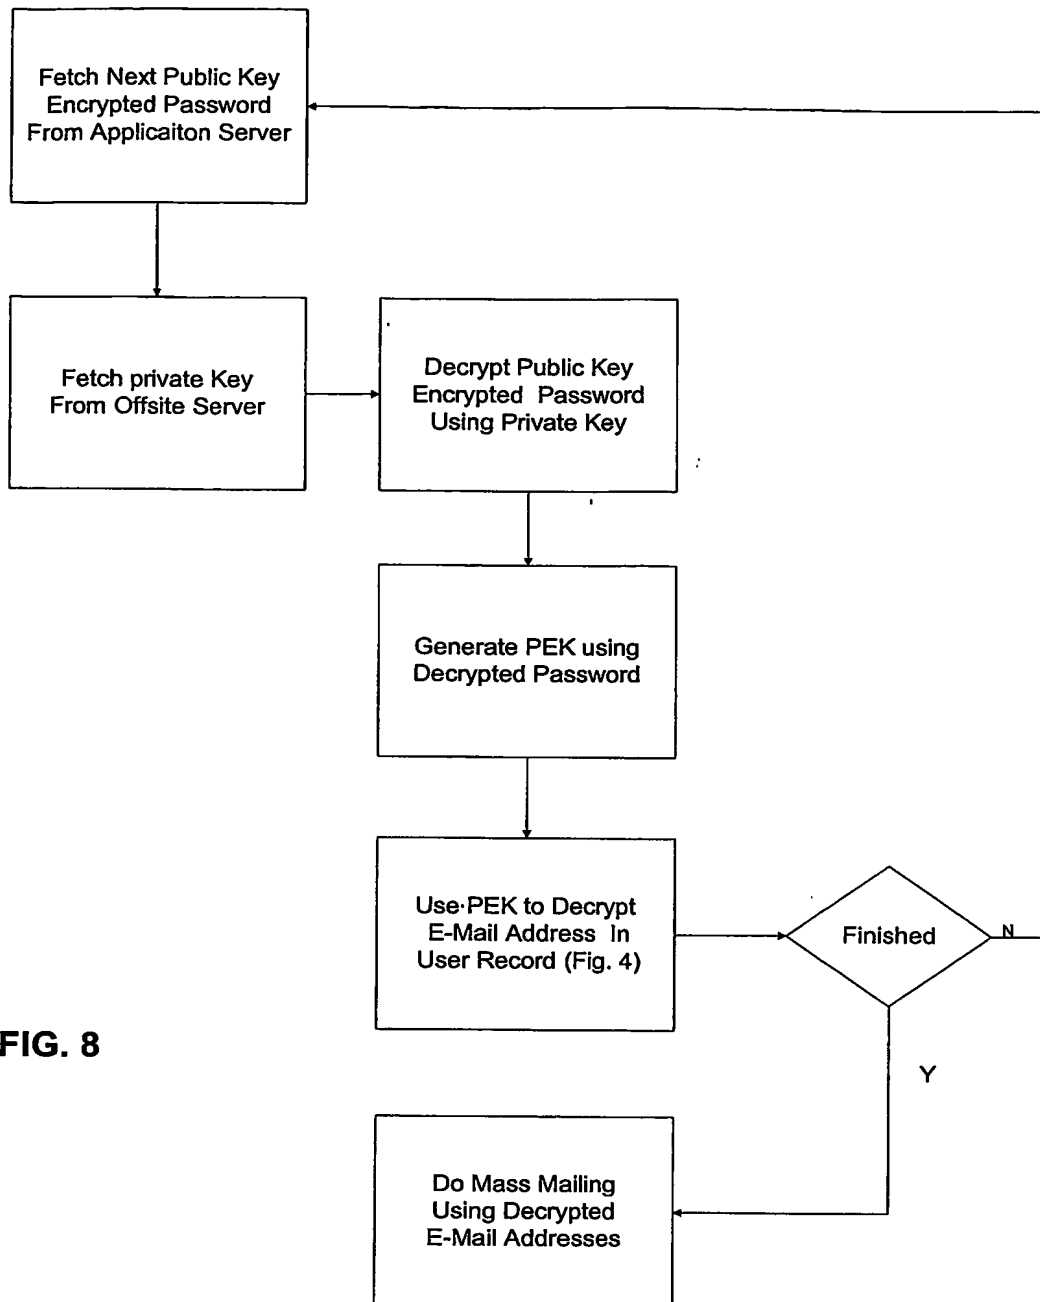 Fetch Next Public Key
Encrypted Password
From Applicaiton Server
Fetch private Key
From Offsite Server
Decrypt Public Key
Encrypted Password
Using Private Key
Generate PEK using
Decrypted Password
Use PEK to Decrypt
E-Mail Address In
User Record (Fig. 4)
Finished
N
Y
FIG. 8
Do Mass Mailing
Using Decrypted
E-Mail Addresses